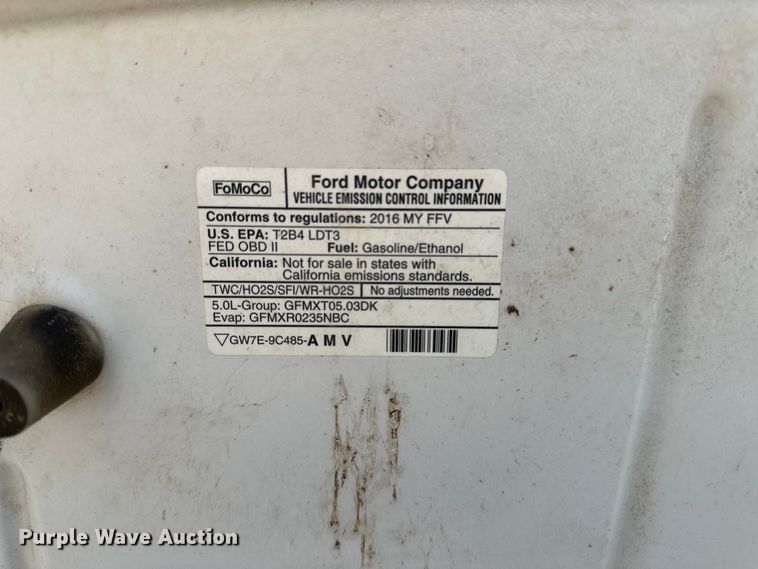 FoMoCo
Ford Motor Company
VEHICLE EMISSION CONTROL INFORMATION
Conforms to regulations: 2016 MY FFV
U.S. EPA: T2B4 LDT3
FED OBD II Fuel: Gasoline/Ethanol
California: Not for sale in states with
California emissions standards.
TWC/HO2S/SFI/WR-HO2S No adjustments needed.
5.0L-Group: GFMXT05.03DK
Evap: GFMXR0235NBC
GW7E-9C485-A M V
Purple Wave Auction